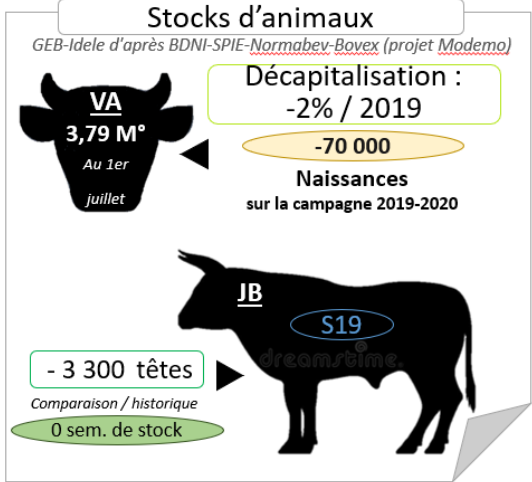 Stocks d’animaux
GEB-Idele d’après BDNI-SPIE-Normabev-Bovex (projet Modemo)
VA
3,79 M°
Au 1er
juillet
Décapitalisation :
-2% / 2019
-70 000
Naissances
sur la campagne 2019-2020
JB
S19
dreamstime.
- 3 300 têtes
Comparaison / historique
0 sem. de stock